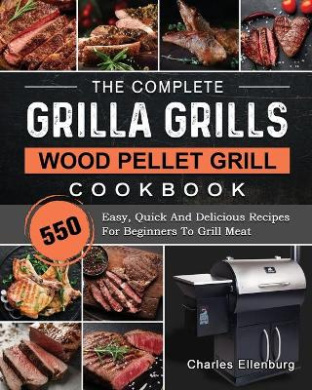 THE COMPLETE
GRILLA GRILLS
WOOD PELLET GRILL
COOKBOOK
550
Easy, Quick And Delicious Recipes
For Beginners To Grill Meat
Charles Ellenburg